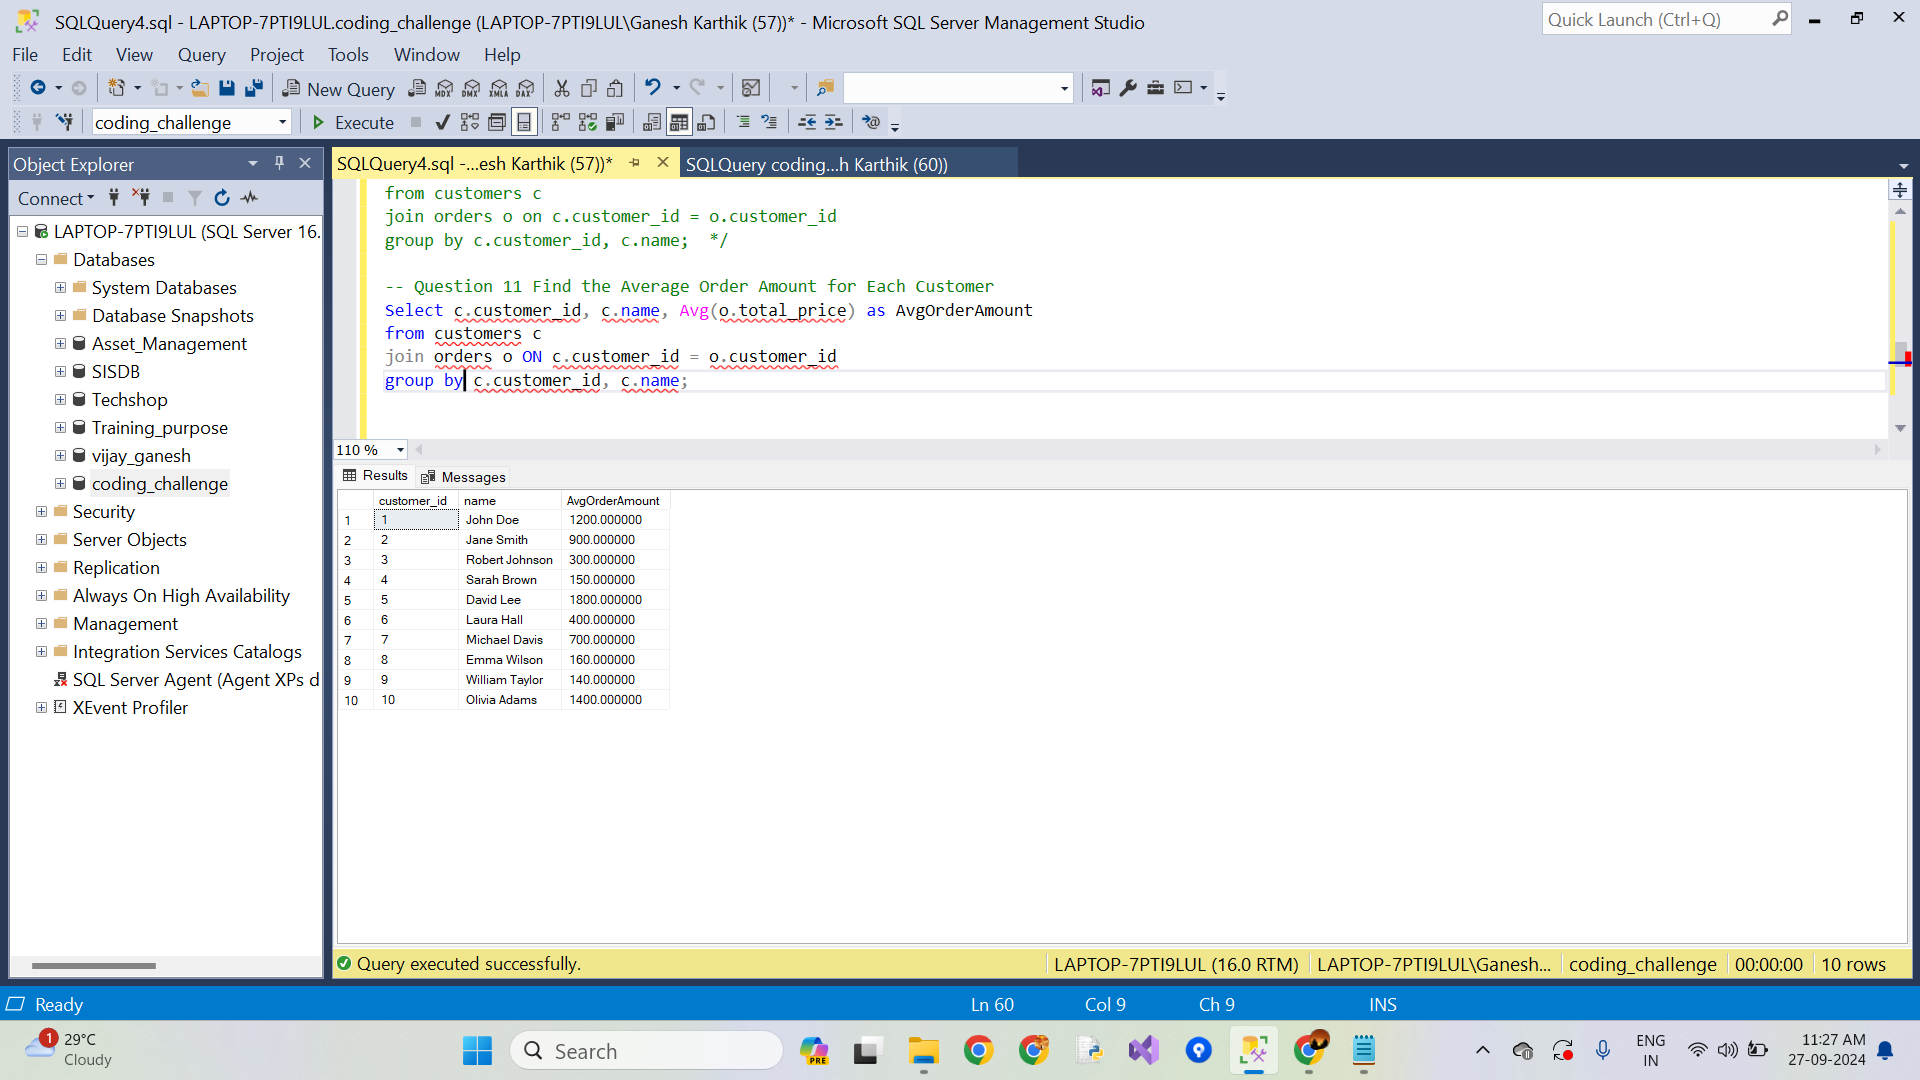 SQLQuery4.sql - LAPTOP-7PTI9LUL.coding_challenge (LAPTOP-7PTI9LUL\Ganesh Karthik (57))* - Microsoft SQL Server Management Studio
Quick Launch (Ctrl+Q)
File Edit View Query Project Tools Window Help
New Query MDX DMX XMLA DAX
coding_challenge Execute
Object Explorer
Connect
LAPTOP-7PTI9LUL (SQL Server 16.
Databases
System Databases
Database Snapshots
Asset_Management
SISDB
Techshop
Training_purpose
vijay_ganesh
coding_challenge
Security
Server Objects
Replication
Always On High Availability
Management
Integration Services Catalogs
SQL Server Agent (Agent XPs d
XEvent Profiler
SQLQuery4.sql -...esh Karthik (57))* SQLQuery coding...h Karthik (60))
from customers c
join orders o on c.customer_id = o.customer_id
group by c.customer_id, c.name;  */
-- Question 11 Find the Average Order Amount for Each Customer
Select c.customer_id, c.name, Avg(o.total_price) as AvgOrderAmount
from customers c
join orders o ON c.customer_id = o.customer_id
group by c.customer_id, c.name;
110 %
Results Messages
customer_id name AvgOrderAmount
1 1 John Doe 1200.000000
2 2 Jane Smith 900.000000
3 3 Robert Johnson 300.000000
4 4 Sarah Brown 150.000000
5 5 David Lee 1800.000000
6 6 Laura Hall 400.000000
7 7 Michael Davis 700.000000
8 8 Emma Wilson 160.000000
9 9 William Taylor 140.000000
10 10 Olivia Adams 1400.000000
Query executed successfully. LAPTOP-7PTI9LUL (16.0 RTM) LAPTOP-7PTI9LUL\Ganesh... coding_challenge 00:00:00 10 rows
Ready Ln 60 Col 9 Ch 9 INS
1 29°C
Cloudy
Search
PRE
ENG
IN
11:27 AM
27-09-2024